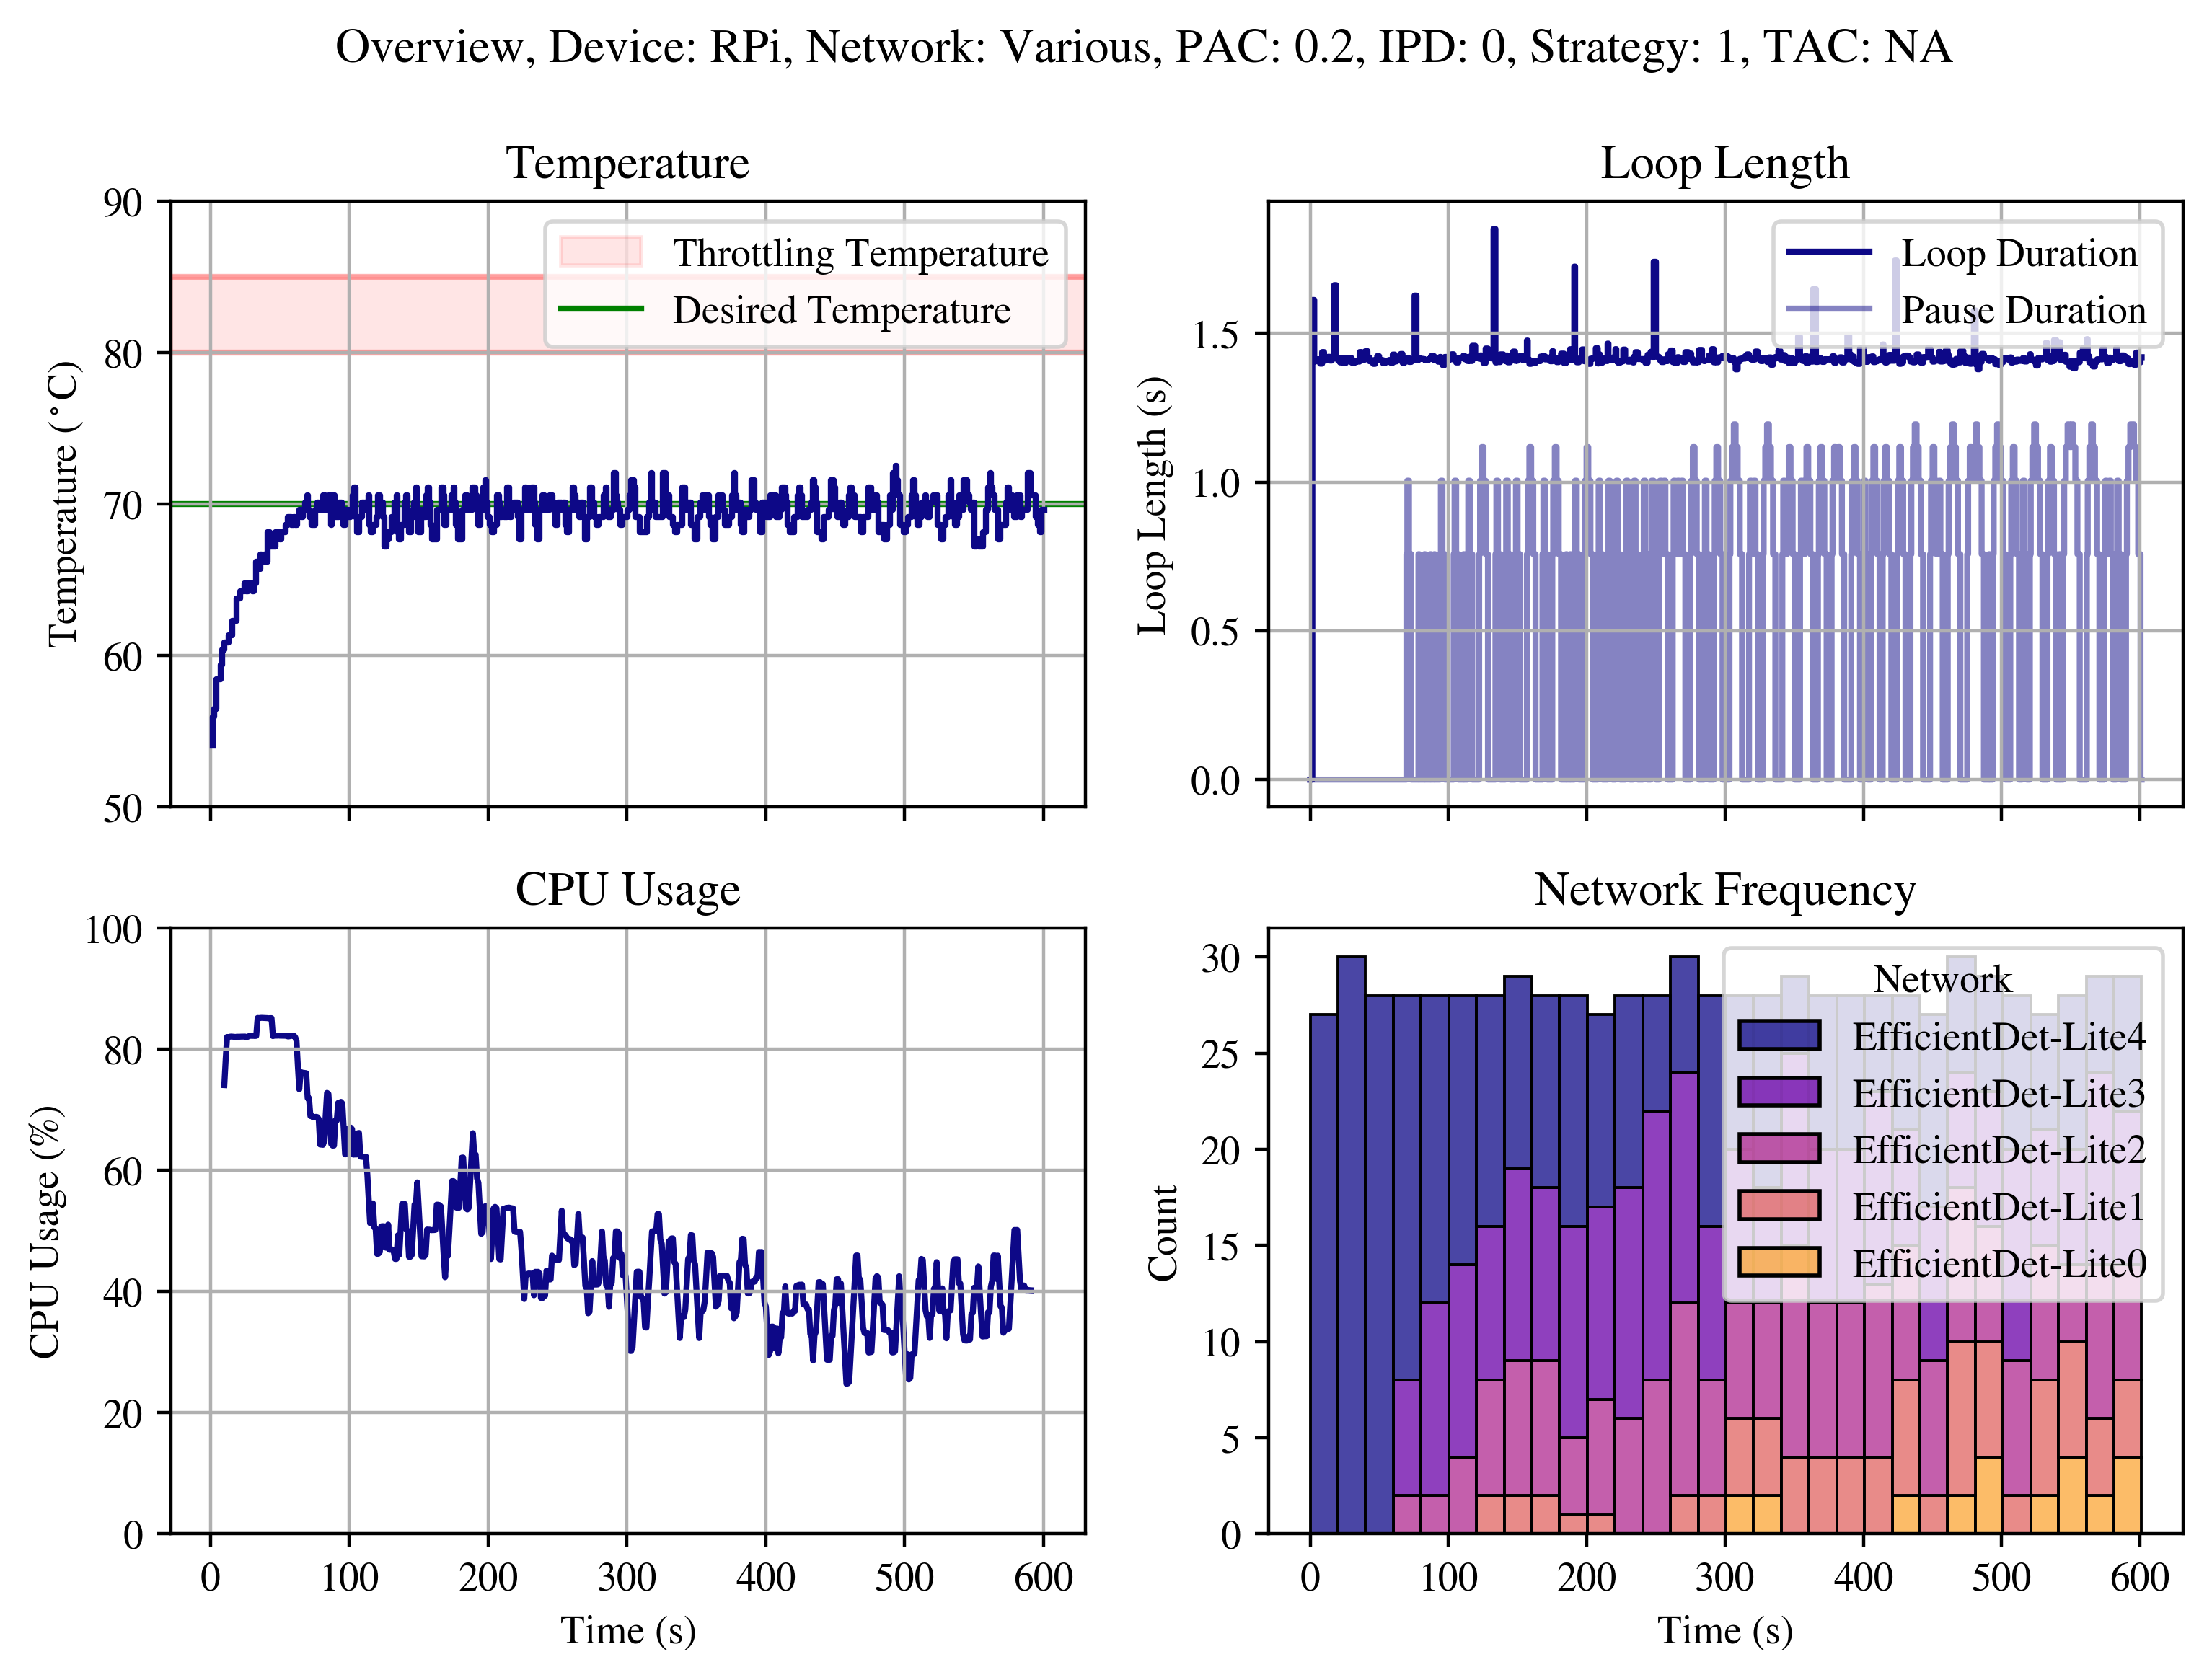 Overview, Device: RPi, Network: Various, PAC: 0.2, IPD: 0, Strategy: 1, TAC: NA
Temperature
90
80
70
60
50
Temperature (°C)
Throttling Temperature
Desired Temperature
Loop Length
1.5
1.0
0.5
0.0
Loop Length (s)
Loop Duration
Pause Duration
CPU Usage
100
80
60
40
20
0
CPU Usage (%)
0 100 200 300 400 500 600
Time (s)
Network Frequency
30
25
20
15
10
5
0
Count
Network
EfficientDet-Lite4
EfficientDet-Lite3
EfficientDet-Lite2
EfficientDet-Lite1
EfficientDet-Lite0
0 100 200 300 400 500 600
Time (s)